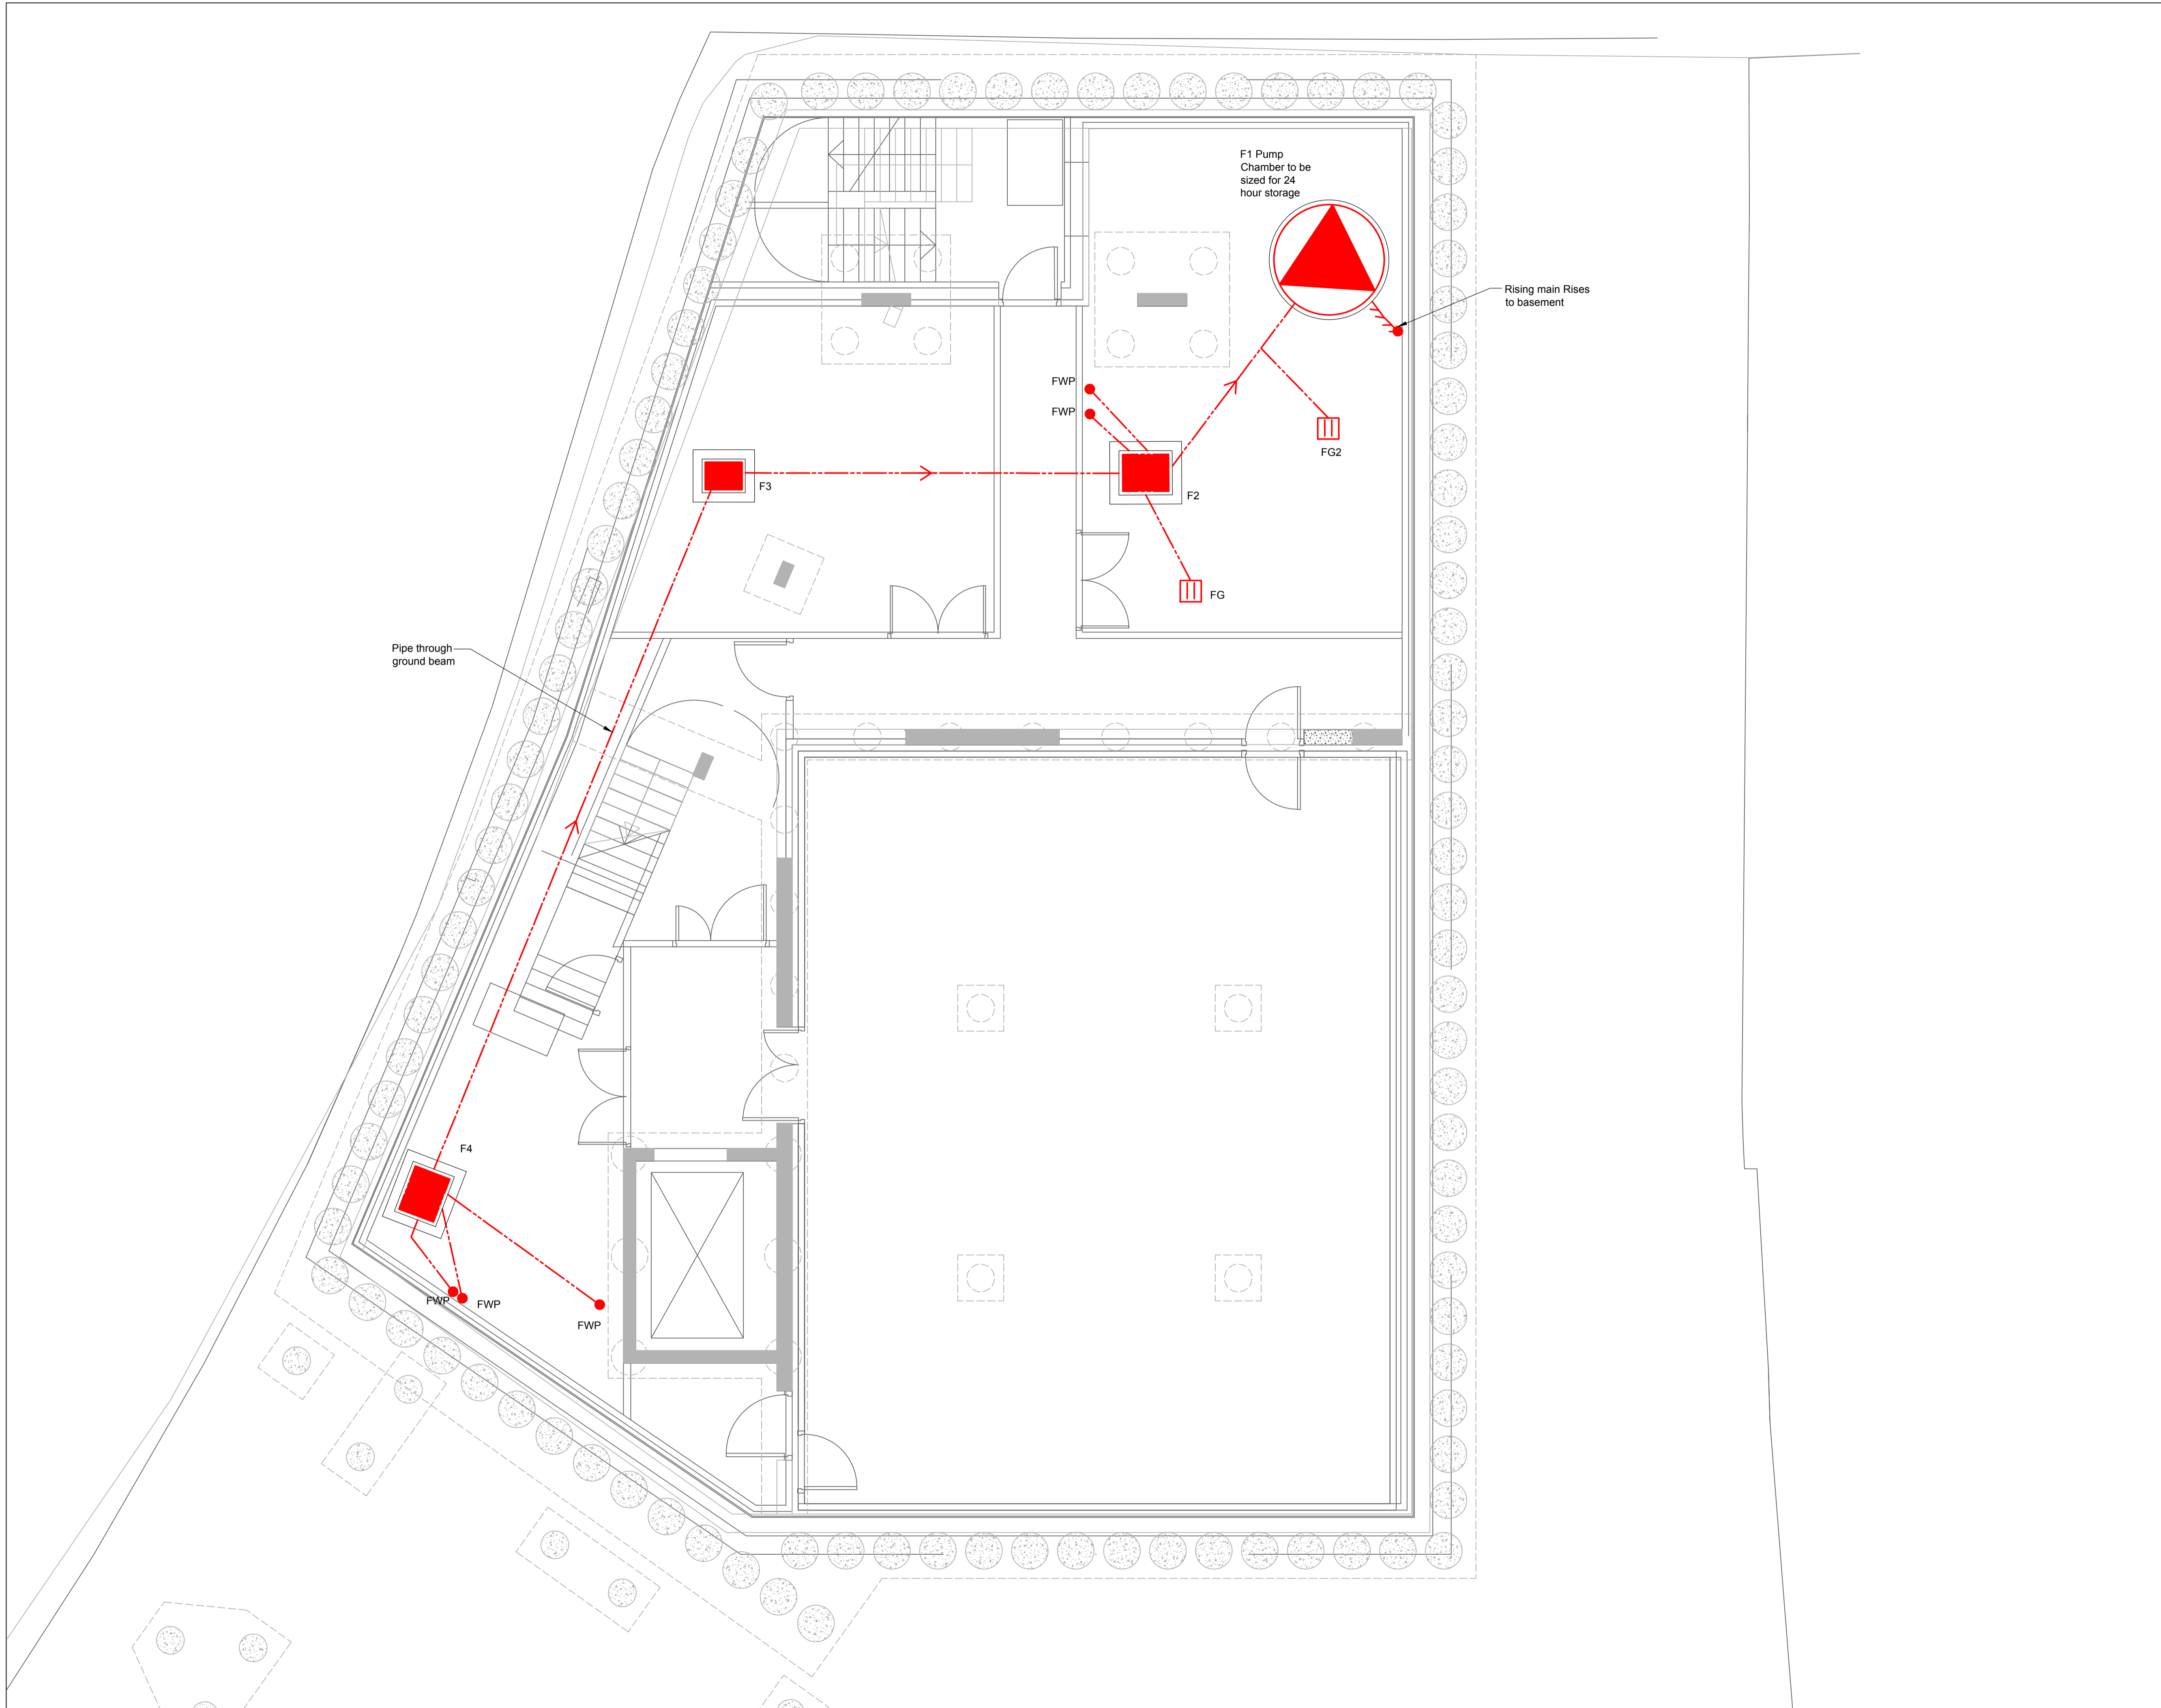 F1 Pump
Chamber to be
sized for 24
hour storage
Rising main Rises
to basement
FWP
FWP
FG2
F3
F2
FG
Pipe through
ground beam
F4
FWP
FWP
FWP